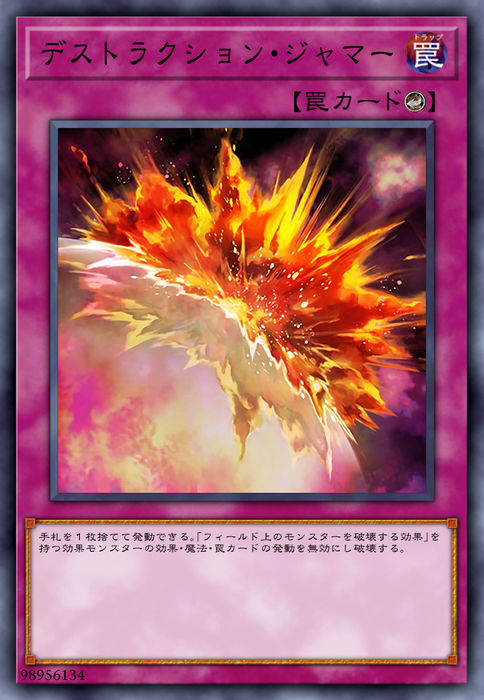 デストラクション・ジャマー
トラップ
罠
【罠カード】
手札を１枚捨てて発動できる。「フィールド上のモンスターを破壊する効果」を
持つ効果モンスターの効果・魔法・罠カードの発動を無効にし破壊する。
98956134